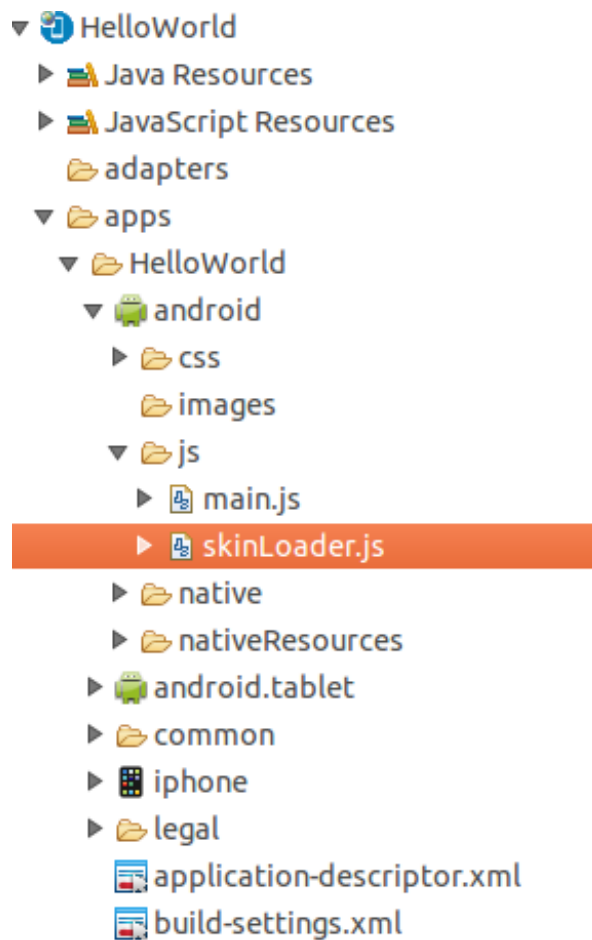 HelloWorld
Java Resources
JavaScript Resources
adapters
apps
HelloWorld
android
css
images
js
main.js
skinLoader.js
native
nativeResources
android.tablet
common
iphone
legal
application-descriptor.xml
build-settings.xml